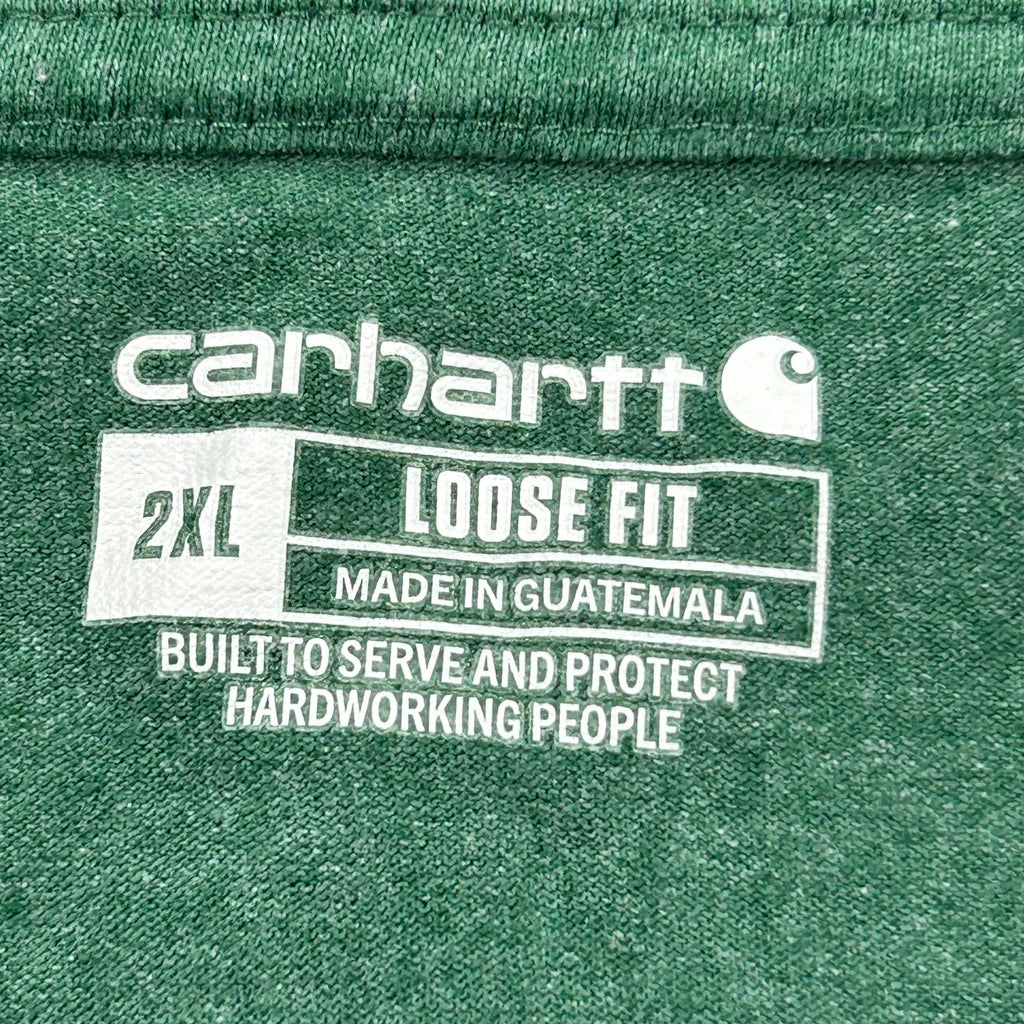 carhartt
2XL
LOOSE FIT
MADE IN GUATEMALA
BUILT TO SERVE AND PROTECT
HARDWORKING PEOPLE